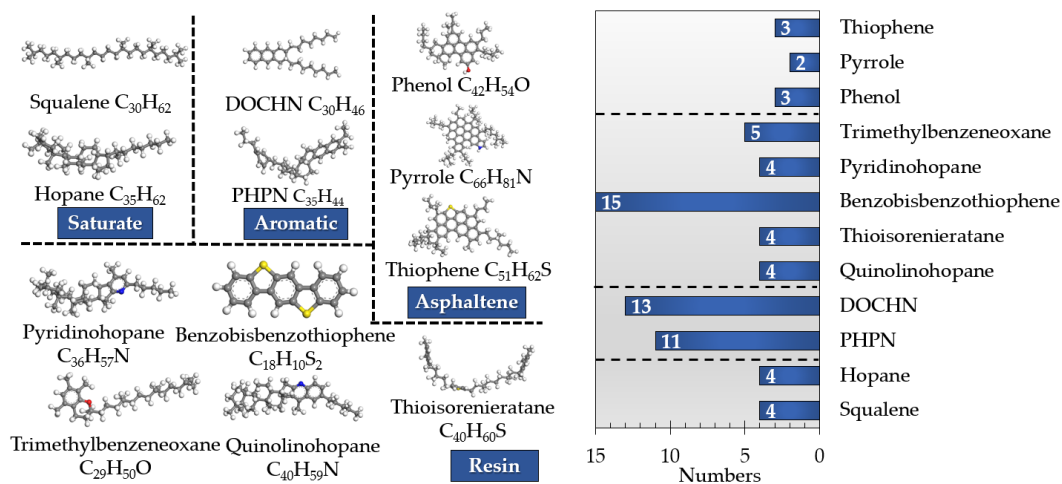 Squalene C₃₀H₆₂
DOCHN C₃₀H₄₆
Phenol C₄₂H₅₄O
Hopane C₃₅H₆₂
PHPN C₃₅H₄₄
Pyrrole C₆₆H₈₁N
Saturate
Aromatic
Thiophene C₅₁H₆₂S
Asphaltene
Pyridinohopane
C₃₆H₅₇N
Benzobisbenzothiophene
C₁₈H₁₀S₂
Trimethylbenzeneoxane
C₂₉H₅₀O
Quinolinohopane
C₄₀H₅₉N
Thioisorenieratane
C₄₀H₆₀S
Resin
3 Thiophene
2 Pyrrole
3 Phenol
5 Trimethylbenzeneoxane
4 Pyridinohopane
15 Benzobisbenzothiophene
4 Thioisorenieratane
4 Quinolinohopane
13 DOCHN
11 PHPN
4 Hopane
4 Squalene
15 10 5 0
Numbers